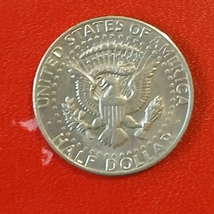 UNITED STATES OF AMERICA
HALF DOLLAR